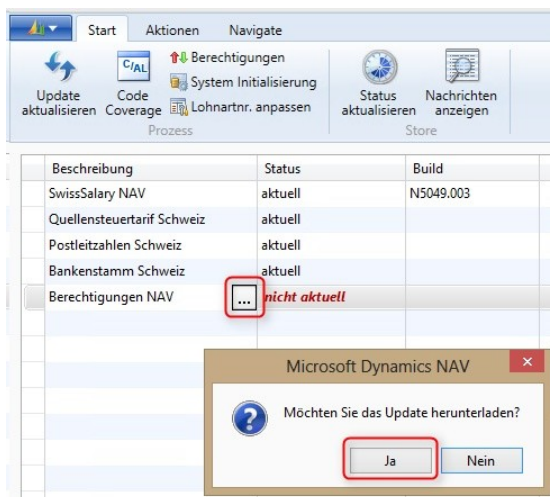 Start Aktionen Navigate
Update aktualisieren
C/AL
Code Coverage
Berechtigungen
System Initialisierung
Lohnartnr. anpassen
Prozess
Status aktualisieren
Nachrichten anzeigen
Store
Beschreibung Status Build
SwissSalary NAV aktuell N5049.003
Quellensteuertarif Schweiz aktuell
Postleitzahlen Schweiz aktuell
Bankenstamm Schweiz aktuell
Berechtigungen NAV ... nicht aktuell
Microsoft Dynamics NAV
Möchten Sie das Update herunterladen?
Ja Nein